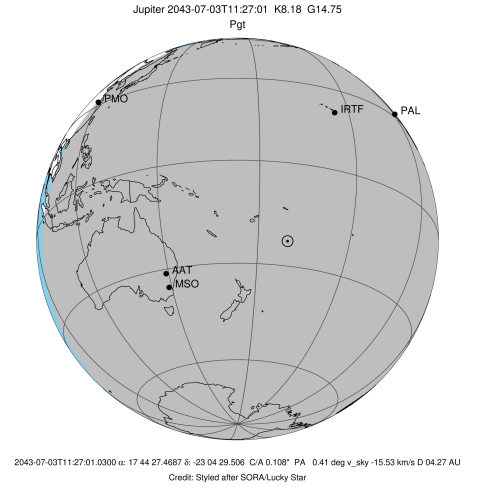 Jupiter 2043-07-03T11:27:01 K8.18 G14.75
Pgt
PMO
IRTF
PAL
AAT
MSO
2043-07-03T11:27:01.0300 α: 17 44 27.4687 δ: -23 04 29.506 C/A 0.108" PA 0.41 deg v_sky -15.53 km/s D 04.27 AU
Credit: Styled after SORA/Lucky Star